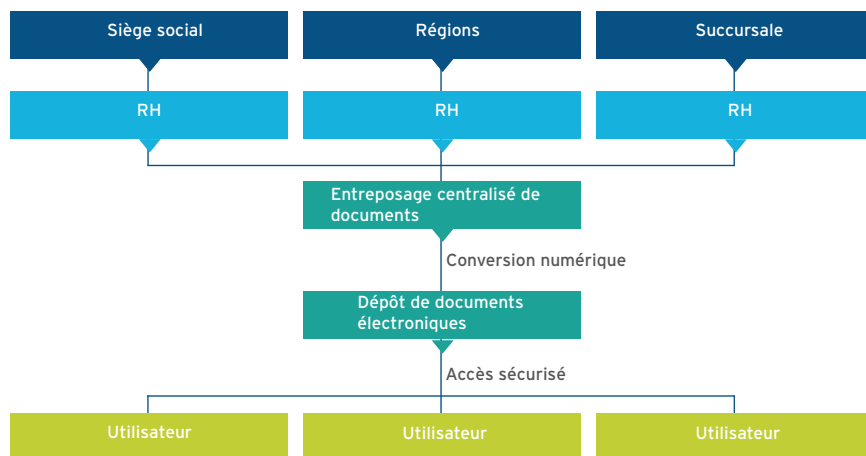 Siège social
Régions
Succursale
RH
RH
RH
Entreposage centralisé de
documents
Conversion numérique
Dépôt de documents
électroniques
Accès sécurisé
Utilisateur
Utilisateur
Utilisateur